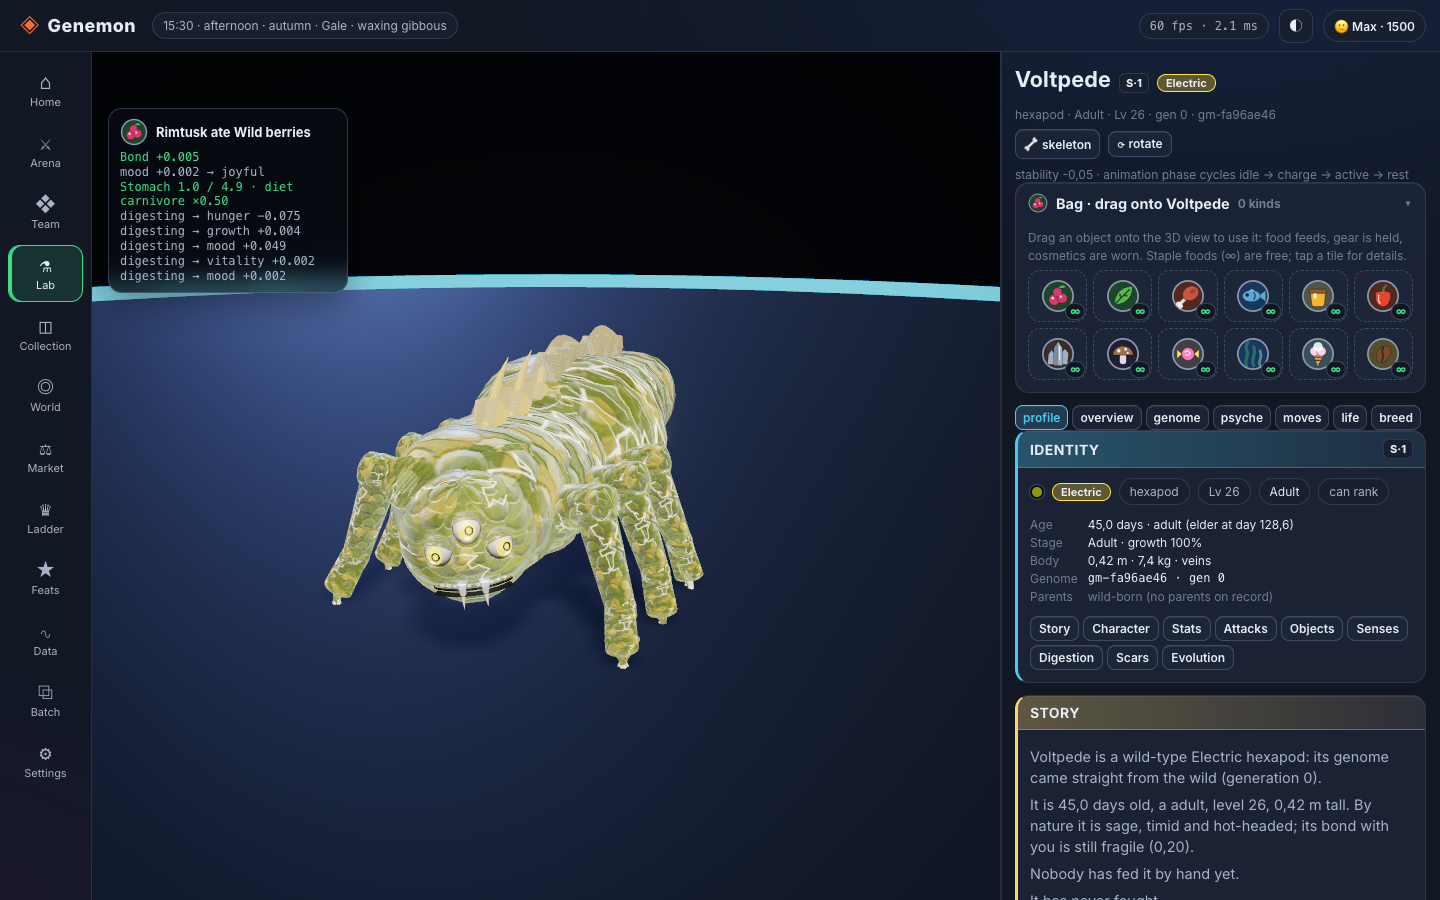 Genemon
15:30 · afternoon · autumn · Gale · waxing gibbous
60 fps · 2.1 ms
Max · 1500
Home
Arena
Team
Lab
Collection
World
Market
Ladder
Feats
Data
Batch
Settings
Rimtusk ate Wild berries
Bond +0.005
mood +0.002 → joyful
Stomach 1.0 / 4.9 · diet
carnivore ×0.50
digesting → hunger −0.075
digesting → growth +0.004
digesting → mood +0.049
digesting → vitality +0.002
digesting → mood +0.002
Voltpede S·1 Electric
hexapod · Adult · Lv 26 · gen 0 · gm-fa96ae46
skeleton
⟳ rotate
stability -0,05 · animation phase cycles idle → charge → active → rest
Bag · drag onto Voltpede 0 kinds ▾
Drag an object onto the 3D view to use it: food feeds, gear is held,
cosmetics are worn. Staple foods (∞) are free; tap a tile for details.
∞ ∞ ∞ ∞ ∞ ∞
∞ ∞ ∞ ∞ ∞ ∞
profile overview genome psyche moves life breed
IDENTITY S·1
Electric hexapod Lv 26 Adult can rank
Age 45,0 days · adult (elder at day 128,6)
Stage Adult · growth 100%
Body 0,42 m · 7,4 kg · veins
Genome gm-fa96ae46 · gen 0
Parents wild-born (no parents on record)
Story Character Stats Attacks Objects Senses
Digestion Scars Evolution
STORY
Voltpede is a wild-type Electric hexapod: its genome
came straight from the wild (generation 0).
It is 45,0 days old, a adult, level 26, 0,42 m tall. By
nature it is sage, timid and hot-headed; its bond with
you is still fragile (0,20).
Nobody has fed it by hand yet.
It has never fought